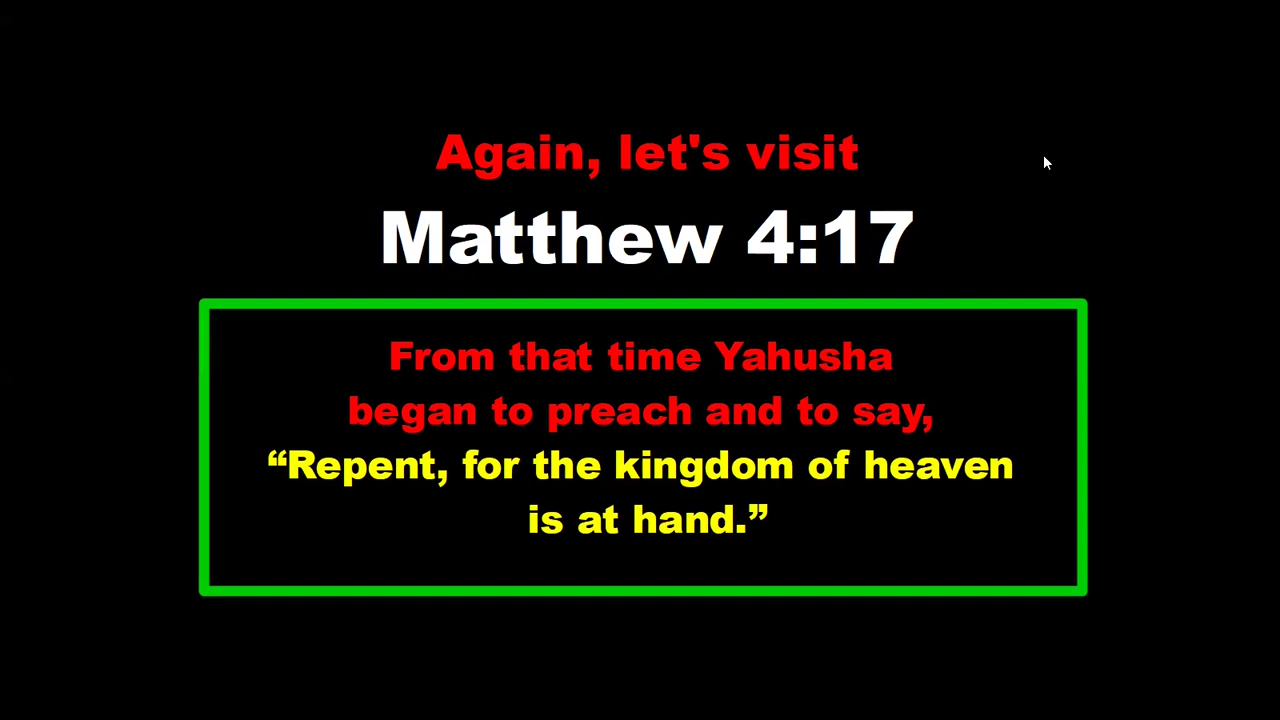 Again, let's visit
Matthew 4:17
From that time Yahusha
began to preach and to say,
“Repent, for the kingdom of heaven
is at hand.”